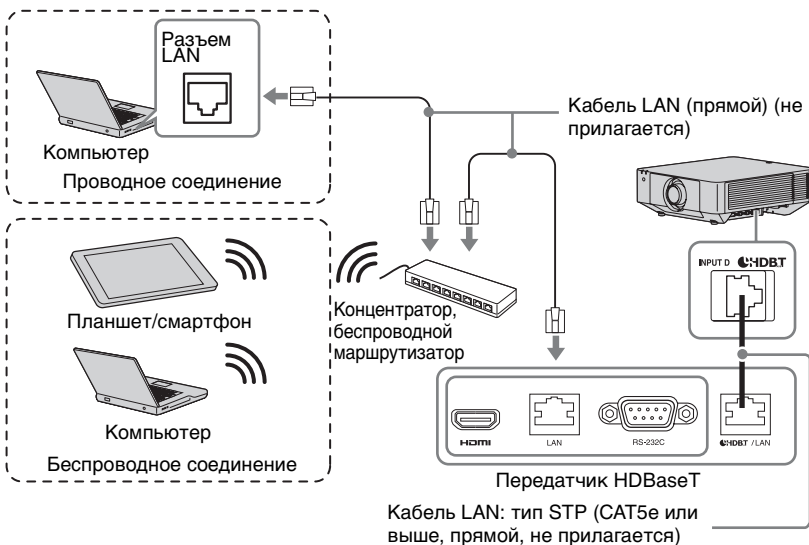 Разъем
LAN
Компьютер
Проводное соединение
Кабель LAN (прямой) (не
прилагается)
INPUT D HDBT
Планшет/смартфон
Концентратор,
беспроводной
маршрутизатор
Компьютер
Беспроводное соединение
HDMI
LAN
RS-232C
HDBT / LAN
Передатчик HDBaseT
Кабель LAN: тип STP (CAT5e или
выше, прямой, не прилагается)